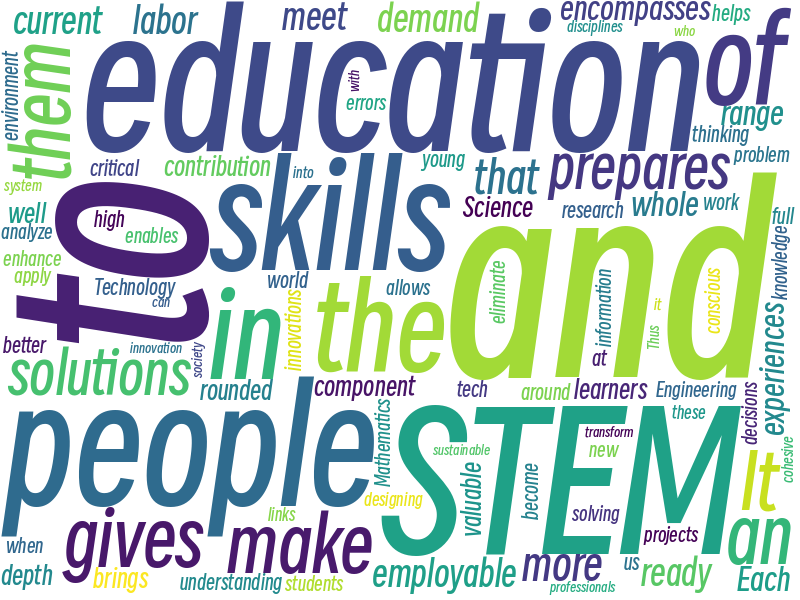 current
labor
meet
demand
encompasses
helps
disciplines
who
education
of
environment
them
with
errors
range
thinking
critical
contribution
into
young
that
prepares
problem
system
to
skills
and
well
high
Science
research
whole
work
full
analyze
enables
enhance
apply
Technology
can
world
allows
eliminate
information
conscious
knowledge
innovations
in
the
it
Thus
better
innovation
society
at
solutions
rounded
component
tech
around
learners
Engineering
experiences
people
Mathematics
STEM
transform
these
decisions
sustainable
new
cohesive
valuable
become
It
designing
links
solving
gives
make
projects
an
when
depth
brings
understanding
students
employable
more
professionals
us
ready
Each